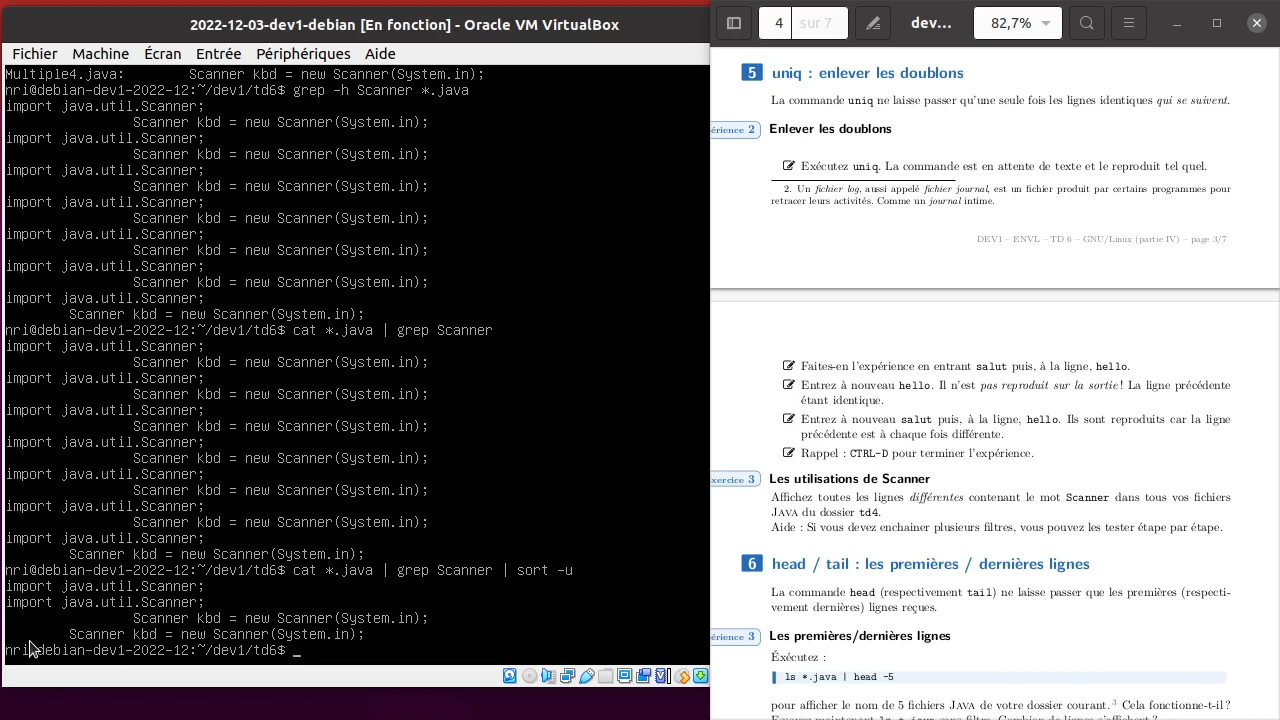 2022-12-03-dev1-debian [En fonction] - Oracle VM VirtualBox
Fichier Machine Écran Entrée Périphériques Aide
Multiple4.java:        Scanner kbd = new Scanner(System.in);
nri@debian-dev1-2022-12:~/dev1/td6$ grep -h Scanner *.java
import java.util.Scanner;
                Scanner kbd = new Scanner(System.in);
import java.util.Scanner;
                Scanner kbd = new Scanner(System.in);
import java.util.Scanner;
                Scanner kbd = new Scanner(System.in);
import java.util.Scanner;
                Scanner kbd = new Scanner(System.in);
import java.util.Scanner;
                Scanner kbd = new Scanner(System.in);
import java.util.Scanner;
                Scanner kbd = new Scanner(System.in);
import java.util.Scanner;
        Scanner kbd = new Scanner(System.in);
nri@debian-dev1-2022-12:~/dev1/td6$ cat *.java | grep Scanner
import java.util.Scanner;
                Scanner kbd = new Scanner(System.in);
import java.util.Scanner;
                Scanner kbd = new Scanner(System.in);
import java.util.Scanner;
                Scanner kbd = new Scanner(System.in);
import java.util.Scanner;
                Scanner kbd = new Scanner(System.in);
import java.util.Scanner;
                Scanner kbd = new Scanner(System.in);
import java.util.Scanner;
                Scanner kbd = new Scanner(System.in);
import java.util.Scanner;
        Scanner kbd = new Scanner(System.in);
nri@debian-dev1-2022-12:~/dev1/td6$ cat *.java | grep Scanner | sort -u
import java.util.Scanner;
import java.util.Scanner;
                Scanner kbd = new Scanner(System.in);
        Scanner kbd = new Scanner(System.in);
nri@debian-dev1-2022-12:~/dev1/td6$ _
4 sur 7 dev... 82,7%
5 uniq : enlever les doublons
La commande uniq ne laisse passer qu'une seule fois les lignes identiques qui se suivent.
érience 2 Enlever les doublons
Exécutez uniq. La commande est en attente de texte et le reproduit tel quel.
2. Un fichier log, aussi appelé fichier journal, est un fichier produit par certains programmes pour
retracer leurs activités. Comme un journal intime.
DEV1 – ENVL – TD 6 – GNU/Linux (partie IV) – page 3/7
Faites-en l'expérience en entrant salut puis, à la ligne, hello.
Entrez à nouveau hello. Il n'est pas reproduit sur la sortie ! La ligne précédente
étant identique.
Entrez à nouveau salut puis, à la ligne, hello. Ils sont reproduits car la ligne
précédente est à chaque fois différente.
Rappel : CTRL-D pour terminer l'expérience.
xercice 3 Les utilisations de Scanner
Affichez toutes les lignes différentes contenant le mot Scanner dans tous vos fichiers
JAVA du dossier td4.
Aide : Si vous devez enchainer plusieurs filtres, vous pouvez les tester étape par étape.
6 head / tail : les premières / dernières lignes
La commande head (respectivement tail) ne laisse passer que les premières (respecti-
vement dernières) lignes reçues.
périence 3 Les premières/dernières lignes
Éxécutez :
ls *.java | head -5
pour afficher le nom de 5 fichiers JAVA de votre dossier courant.3 Cela fonctionne-t-il ?
Essayez maintenant ls *.java sans filtre. Combien de lignes s'affichent ?